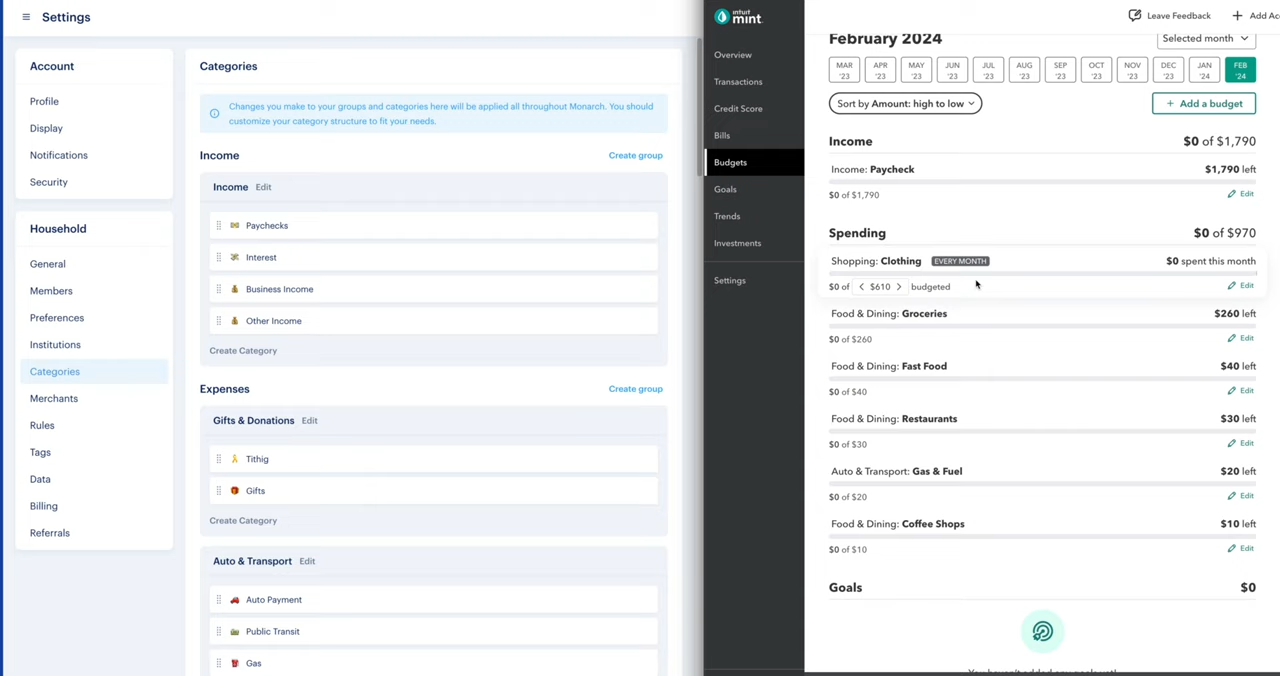 Settings
Account
Profile
Display
Notifications
Security
Household
General
Members
Preferences
Institutions
Categories
Merchants
Rules
Tags
Data
Billing
Referrals
Categories
Changes you make to your groups and categories here will be applied all throughout Monarch. You should
customize your category structure to fit your needs.
Income
Create group
Income Edit
Paychecks
Interest
Business Income
Other Income
Create Category
Expenses
Create group
Gifts & Donations Edit
Tithig
Gifts
Create Category
Auto & Transport Edit
Auto Payment
Public Transit
Gas
intuit
mint
Overview
Transactions
Credit Score
Bills
Budgets
Goals
Trends
Investments
Settings
Leave Feedback
+ Add Ac
February 2024
Selected month
MAR '23
APR '23
MAY '23
JUN '23
JUL '23
AUG '23
SEP '23
OCT '23
NOV '23
DEC '23
JAN '24
FEB '24
Sort by Amount: high to low
+ Add a budget
Income $0 of $1,790
Income: Paycheck $1,790 left
$0 of $1,790 Edit
Spending $0 of $970
Shopping: Clothing EVERY MONTH $0 spent this month
$0 of < $610 > budgeted Edit
Food & Dining: Groceries $260 left
$0 of $260 Edit
Food & Dining: Fast Food $40 left
$0 of $40 Edit
Food & Dining: Restaurants $30 left
$0 of $30 Edit
Auto & Transport: Gas & Fuel $20 left
$0 of $20 Edit
Food & Dining: Coffee Shops $10 left
$0 of $10 Edit
Goals $0